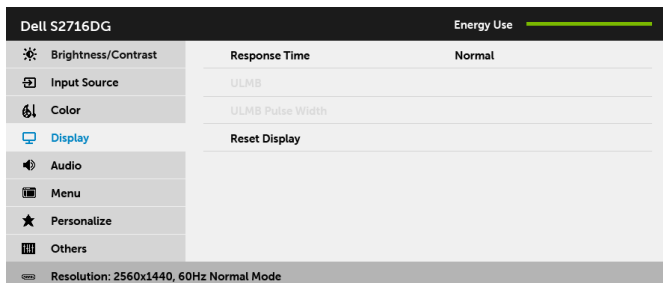 Dell S2716DG Energy Use
Brightness/Contrast Response Time Normal
Input Source ULMB
Color ULMB Pulse Width
Display Reset Display
Audio
Menu
Personalize
Others
Resolution: 2560x1440, 60Hz Normal Mode